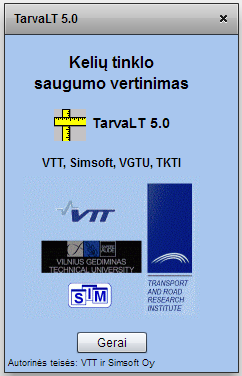 TarvaLT 5.0
Kelių tinklo
saugumo vertinimas
TarvaLT 5.0
VTT, Simsoft, VGTU, TKTI
VTT
VILNIUS GEDIMINAS
TECHNICAL UNIVERSITY
TRANSPORT
AND ROAD
RESEARCH
INSTITUTE
Gerai
Autorinės teisės: VTT ir Simsoft Oy